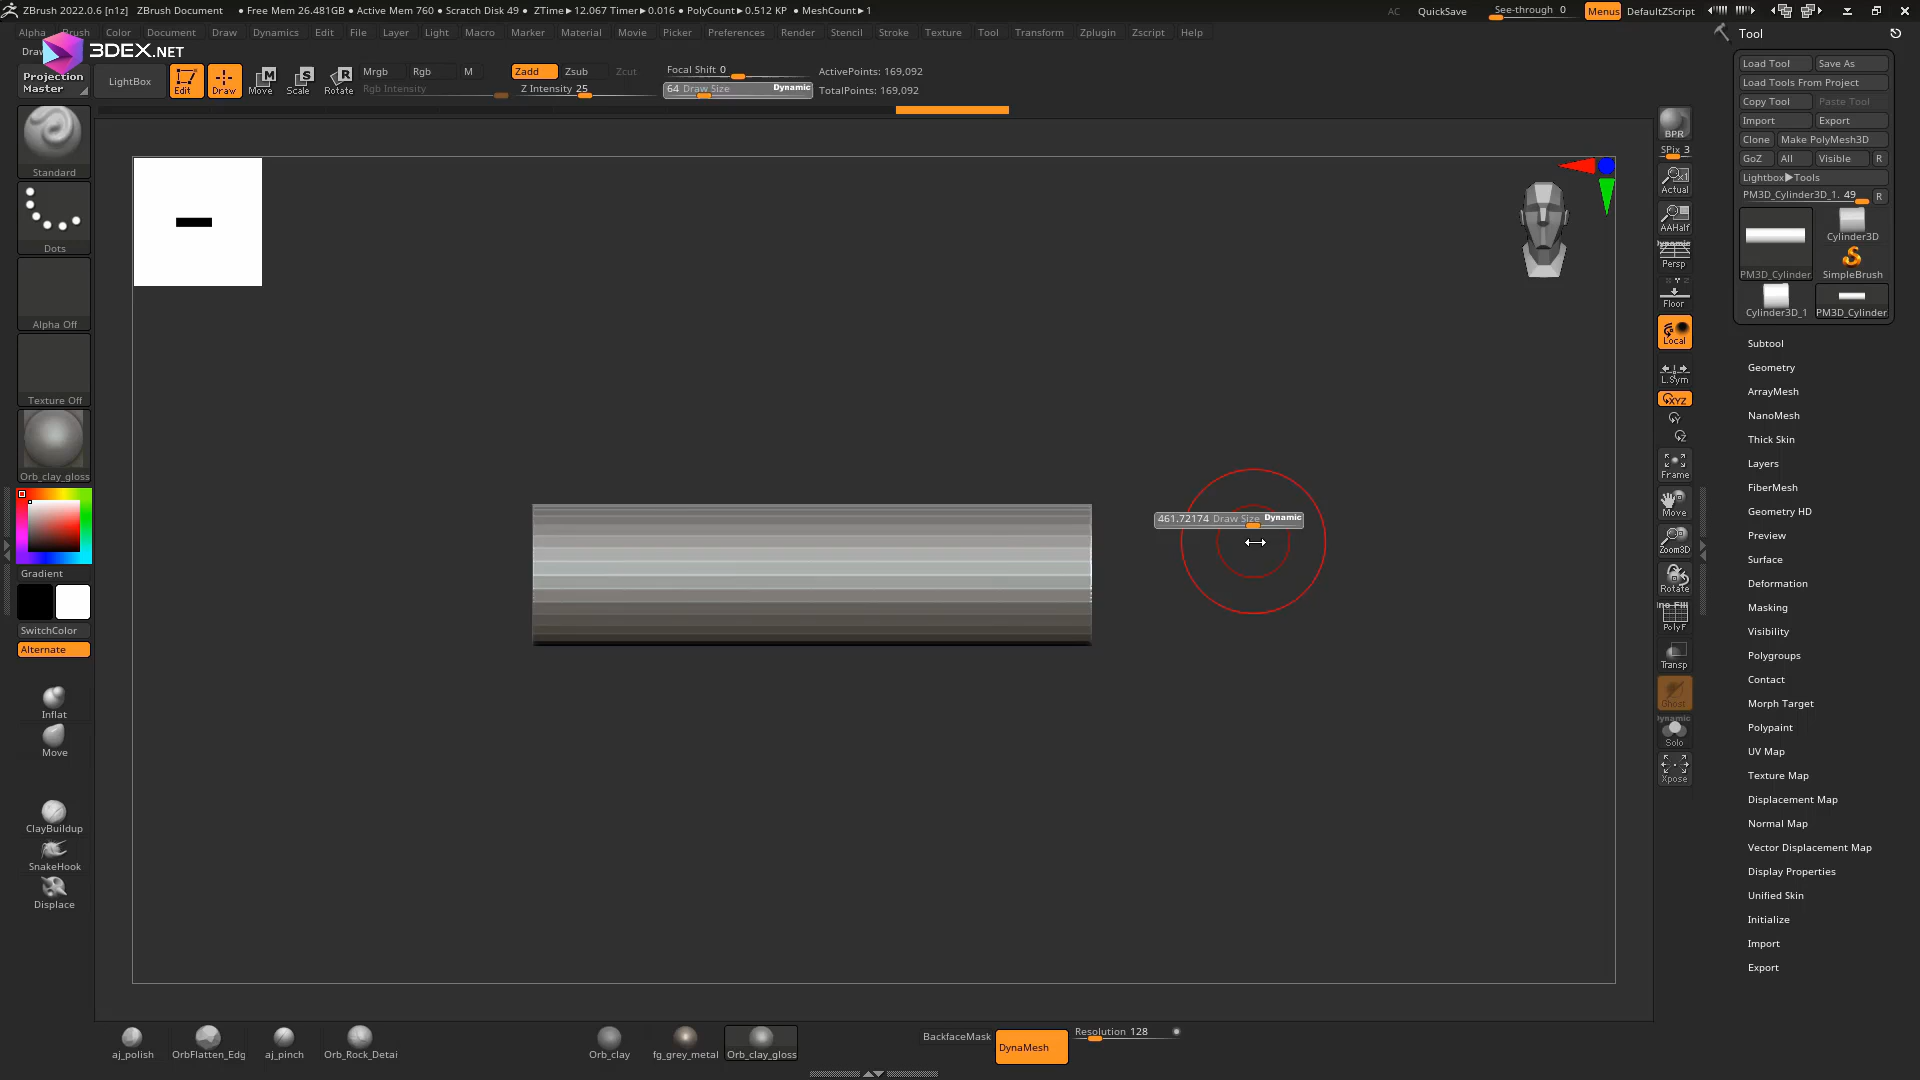 ZBrush 2022.0.6 [n1z] ZBrush Document • Free Mem 26.481GB • Active Mem 760 • Scratch Disk 49 • ZTime►12.067 Timer►0.016 • PolyCount►0.512 KP • MeshCount►1 AC QuickSave See-through 0 Menus DefaultZScript
Alpha Brush Color Document Draw Dynamics Edit File Layer Light Macro Marker Material Movie Picker Preferences Render Stencil Stroke Texture Tool Transform Zplugin Zscript Help
3DEX.NET
Projection Master
LightBox
Edit
Draw
Move
Scale
Rotate
Mrgb Rgb M
Rgb Intensity
Zadd Zsub Zcut
Z Intensity 25
Focal Shift 0
64 Draw Size Dynamic
ActivePoints: 169,092
TotalPoints: 169,092
Standard
Dots
Alpha Off
Texture Off
Orb_clay_gloss
Gradient
SwitchColor
Alternate
Inflat
Move
ClayBuildup
SnakeHook
Displace
461.72174 Draw Size Dynamic
BPR
SPix 3
Actual
AAHalf
Dynamic
Persp
Floor
Local
L.Sym
XYZ
Y
Z
Frame
Move
Zoom3D
Rotate
PolyF
Transp
Ghost
Dynamic
Solo
Xpose
Tool
Load Tool Save As
Load Tools From Project
Copy Tool Paste Tool
Import Export
Clone Make PolyMesh3D
GoZ All Visible R
Lightbox►Tools
PM3D_Cylinder3D_1. 49 R
PM3D_Cylinder
Cylinder3D
SimpleBrush
Cylinder3D_1
PM3D_Cylinder
Subtool
Geometry
ArrayMesh
NanoMesh
Thick Skin
Layers
FiberMesh
Geometry HD
Preview
Surface
Deformation
Masking
Visibility
Polygroups
Contact
Morph Target
Polypaint
UV Map
Texture Map
Displacement Map
Normal Map
Vector Displacement Map
Display Properties
Unified Skin
Initialize
Import
Export
aj_polish
OrbFlatten_Edg
aj_pinch
Orb_Rock_Detai
Orb_clay
fg_grey_metal
Orb_clay_gloss
BackfaceMask
DynaMesh
Resolution 128